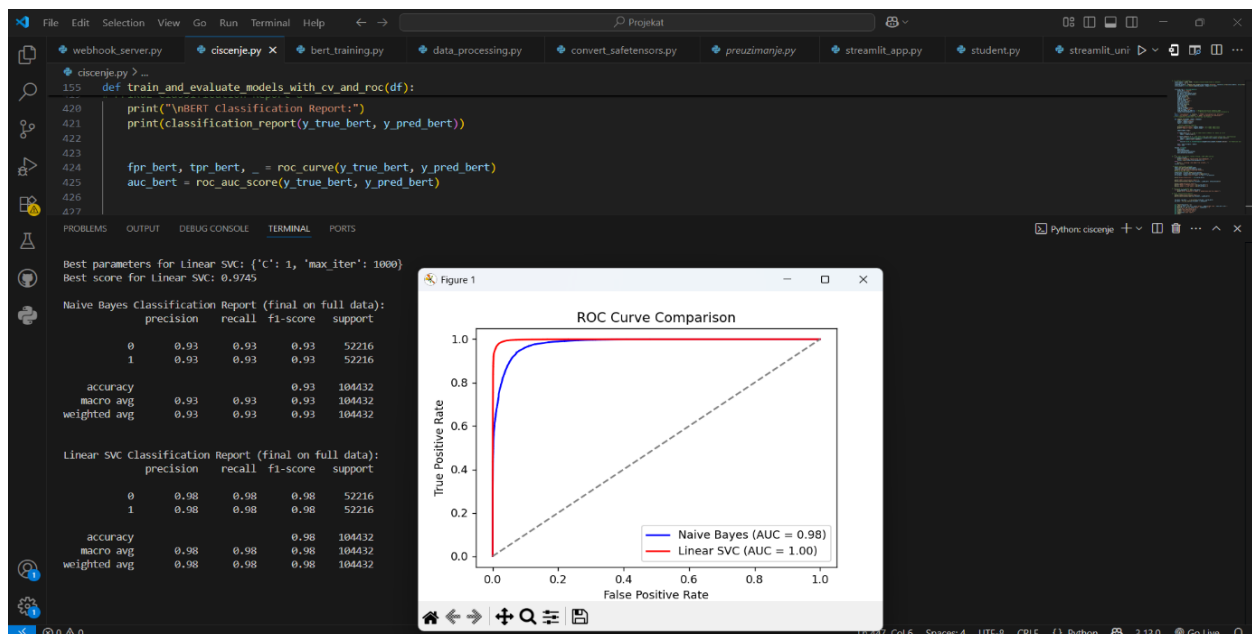 File Edit Selection View Go Run Terminal Help
Projekat
webhook_server.py ciscenje.py bert_training.py data_processing.py convert_safetensors.py preuzimanje.py streamlit_app.py student.py streamlit_uni
ciscenje.py > ...
155 def train_and_evaluate_models_with_cv_and_roc(df):
420 print("\nBERT Classification Report:")
421 print(classification_report(y_true_bert, y_pred_bert))
422
423
424 fpr_bert, tpr_bert, _ = roc_curve(y_true_bert, y_pred_bert)
425 auc_bert = roc_auc_score(y_true_bert, y_pred_bert)
426
427
PROBLEMS OUTPUT DEBUG CONSOLE TERMINAL PORTS
Python: ciscenje
Best parameters for Linear SVC: {'C': 1, 'max_iter': 1000}
Best score for Linear SVC: 0.9745
Naive Bayes Classification Report (final on full data):
precision recall f1-score support
0 0.93 0.93 0.93 52216
1 0.93 0.93 0.93 52216
accuracy 0.93 104432
macro avg 0.93 0.93 0.93 104432
weighted avg 0.93 0.93 0.93 104432
Linear SVC Classification Report (final on full data):
precision recall f1-score support
0 0.98 0.98 0.98 52216
1 0.98 0.98 0.98 52216
accuracy 0.98 104432
macro avg 0.98 0.98 0.98 104432
weighted avg 0.98 0.98 0.98 104432
Figure 1
ROC Curve Comparison
True Positive Rate
1.0
0.8
0.6
0.4
0.2
0.0
Naive Bayes (AUC = 0.98)
Linear SVC (AUC = 1.00)
0.0 0.2 0.4 0.6 0.8 1.0
False Positive Rate
1
1
0 0 Col 6 Spaces: 4 UTF-8 CRLF Python 3.13.0 Go Live